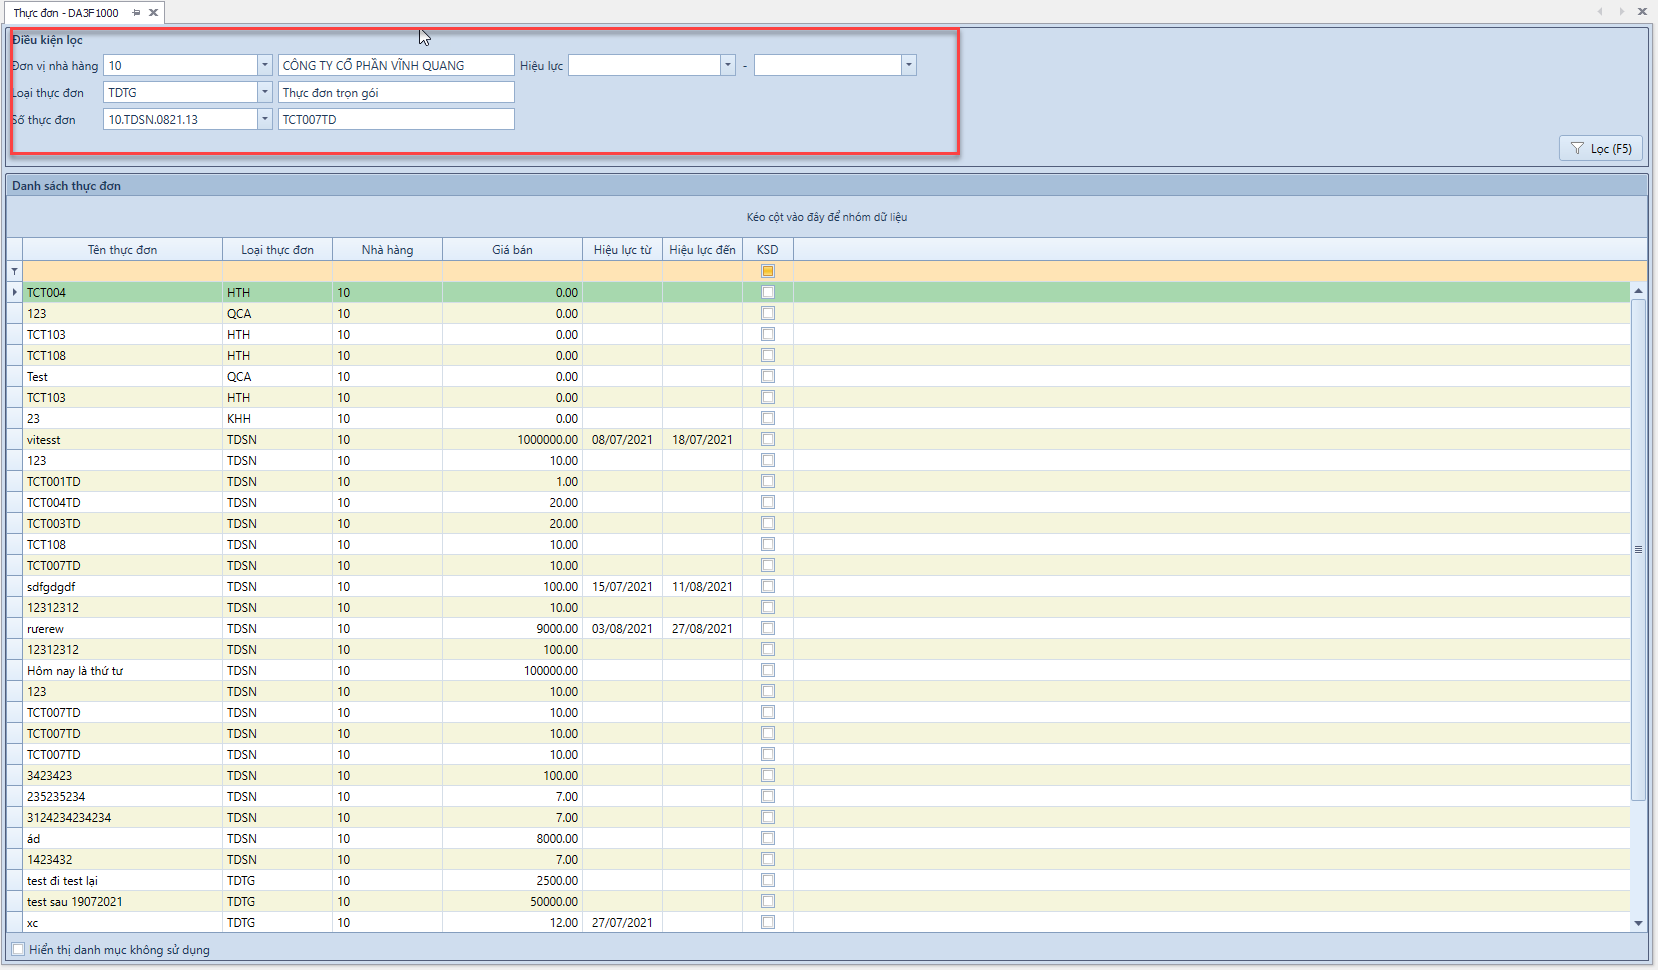 Thực đơn - DA3F1000
Điều kiện lọc
Đơn vị nhà hàng 10 CÔNG TY CỔ PHẦN VĨNH QUANG Hiệu lực -
Loại thực đơn TDTG Thực đơn trọn gói
Số thực đơn 10.TDSN.0821.13 TCT007TD
Lọc (F5)
Danh sách thực đơn
Kéo cột vào đây để nhóm dữ liệu
Tên thực đơn Loại thực đơn Nhà hàng Giá bán Hiệu lực từ Hiệu lực đến KSD
TCT004 HTH 10 0.00
123 QCA 10 0.00
TCT103 HTH 10 0.00
TCT108 HTH 10 0.00
Test QCA 10 0.00
TCT103 HTH 10 0.00
23 KHH 10 0.00
vitesst TDSN 10 1000000.00 08/07/2021 18/07/2021
123 TDSN 10 10.00
TCT001TD TDSN 10 1.00
TCT004TD TDSN 10 20.00
TCT003TD TDSN 10 20.00
TCT108 TDSN 10 10.00
TCT007TD TDSN 10 10.00
sdfgdgdf TDSN 10 100.00 15/07/2021 11/08/2021
12312312 TDSN 10 10.00
rưerew TDSN 10 9000.00 03/08/2021 27/08/2021
12312312 TDSN 10 100.00
Hôm nay là thứ tư TDSN 10 100000.00
123 TDSN 10 10.00
TCT007TD TDSN 10 10.00
TCT007TD TDSN 10 10.00
TCT007TD TDSN 10 10.00
3423423 TDSN 10 100.00
235235234 TDSN 10 7.00
3124234234234 TDSN 10 7.00
ád TDSN 10 8000.00
1423432 TDSN 10 7.00
test đi test lại TDTG 10 2500.00
test sau 19072021 TDTG 10 50000.00
xc TDTG 10 12.00 27/07/2021
Hiển thị danh mục không sử dụng